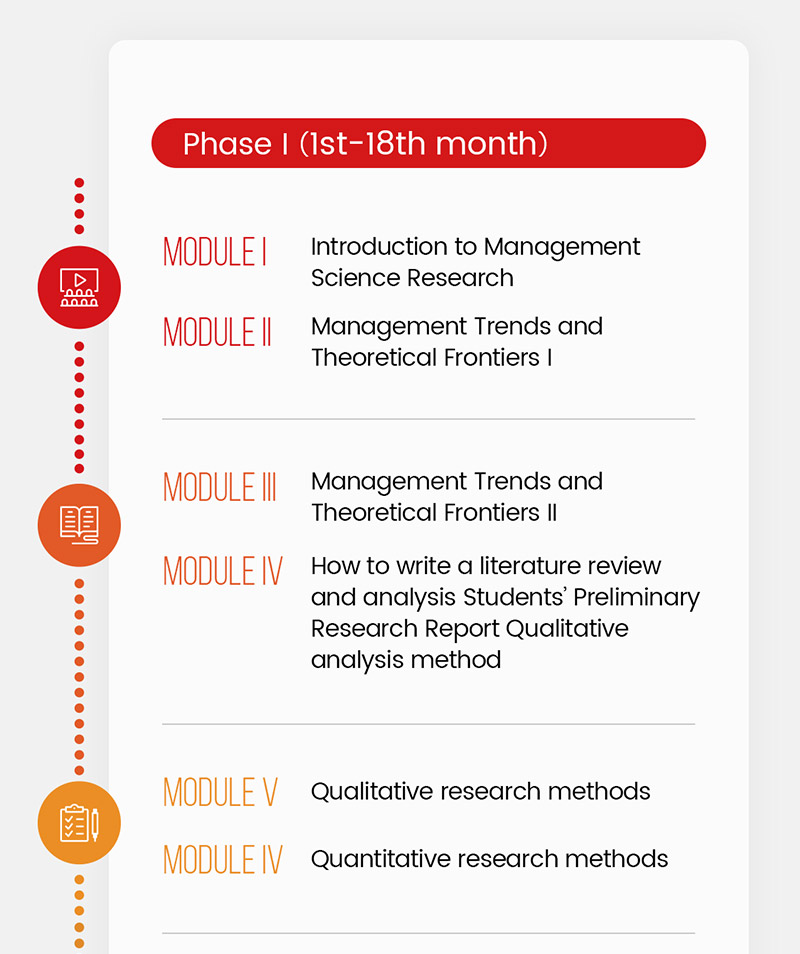 Phase I (1st-18th month)
MODULE I
Introduction to Management
Science Research
MODULE II
Management Trends and
Theoretical Frontiers I
MODULE III
Management Trends and
Theoretical Frontiers II
MODULE IV
How to write a literature review
and analysis Students’ Preliminary
Research Report Qualitative
analysis method
MODULE V
Qualitative research methods
MODULE IV
Quantitative research methods